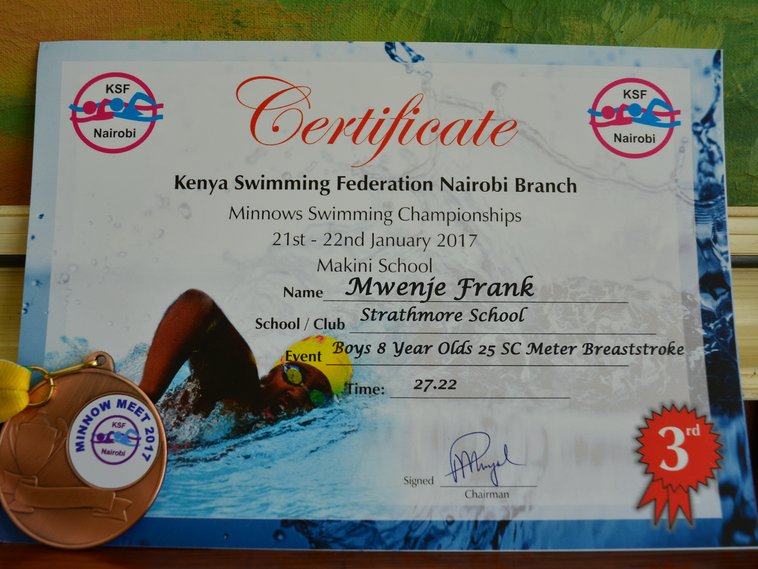 KSF
Nairobi
Certificate
KSF
Nairobi
Kenya Swimming Federation Nairobi Branch
Minnows Swimming Championships
21st - 22nd January 2017
Makini School
Name Mwenje Frank
School / Club Strathmore School
Event Boys 8 Year Olds 25 SC Meter Breaststroke
Time: 27.22
MINNOW MEET 2017
KSF
Nairobi
3rd
Signed
Chairman